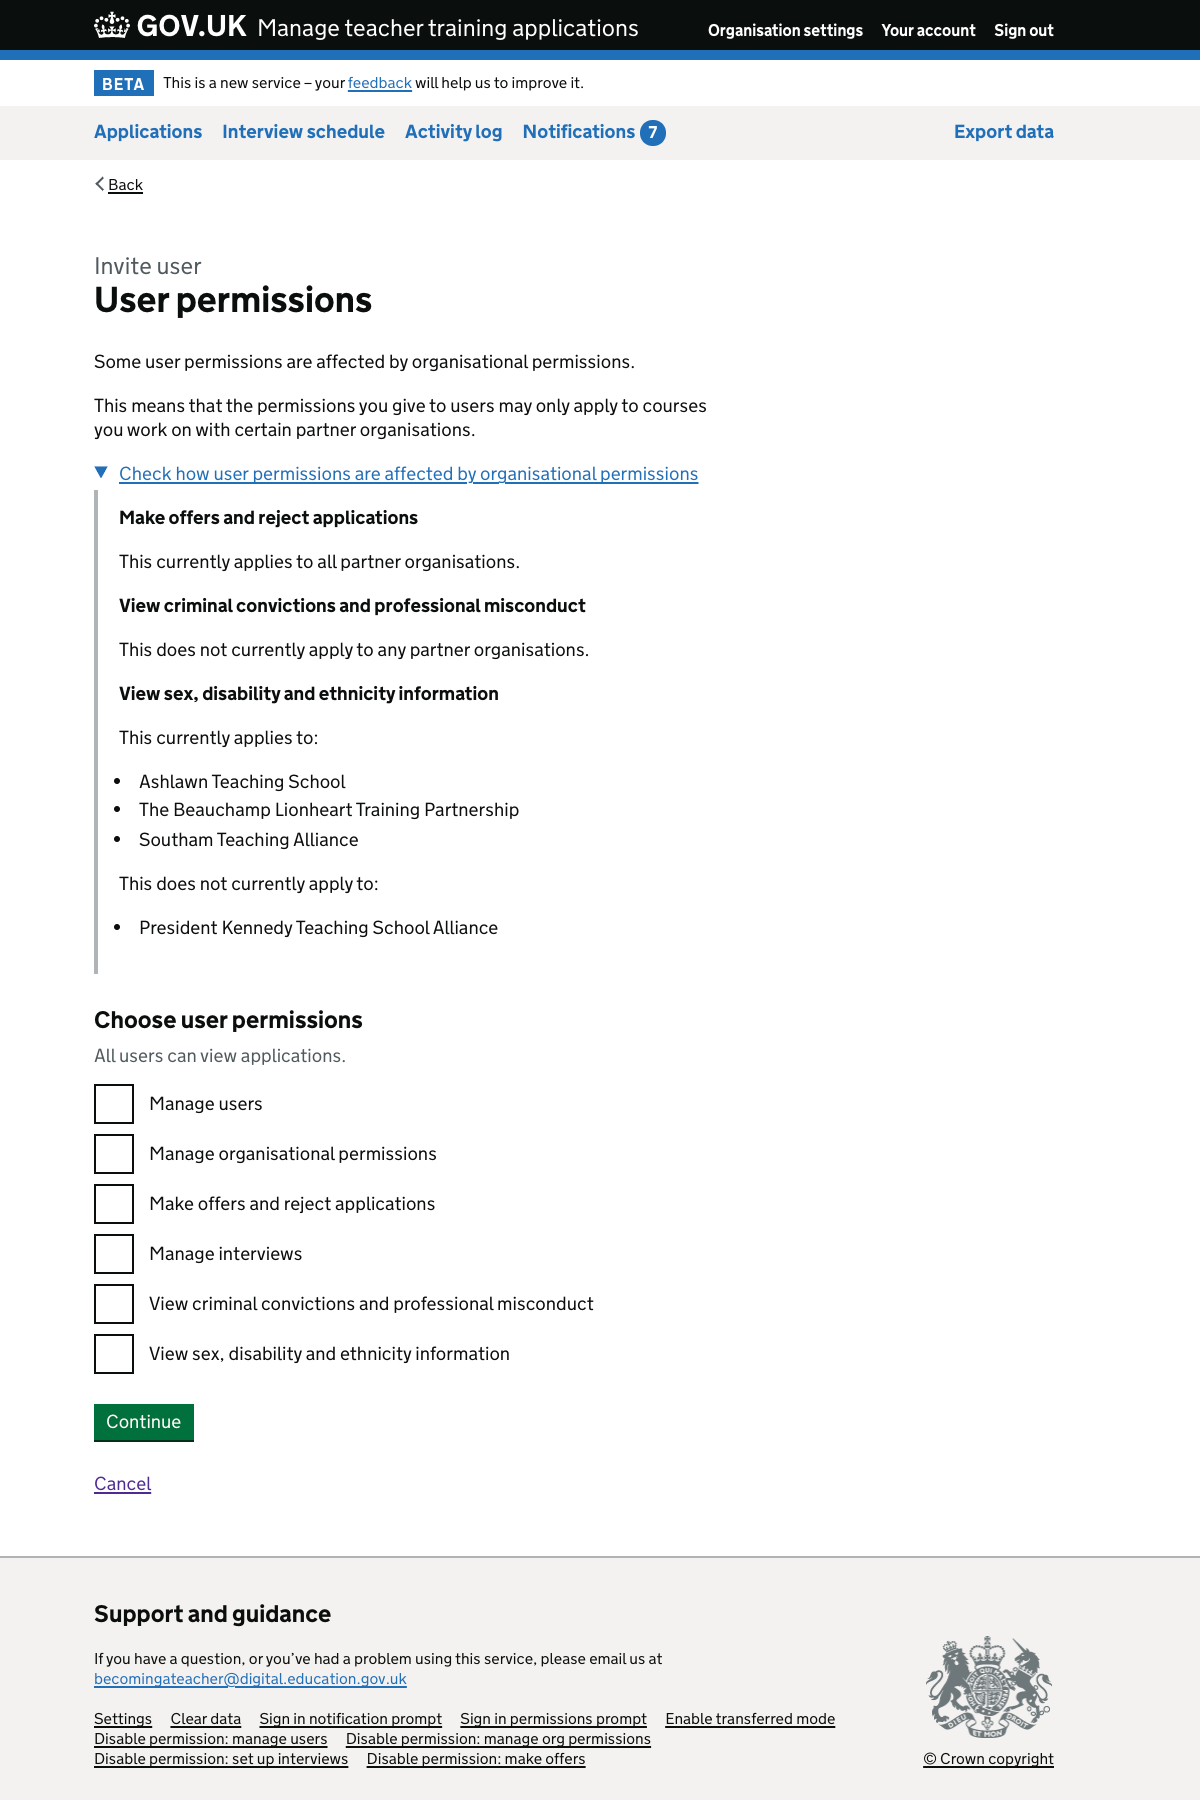 GOV.UK Manage teacher training applications Organisation settings Your account Sign out
BETA This is a new service – your feedback will help us to improve it.
Applications Interview schedule Activity log Notifications 7 Export data
Back
Invite user
User permissions
Some user permissions are affected by organisational permissions.
This means that the permissions you give to users may only apply to courses
you work on with certain partner organisations.
Check how user permissions are affected by organisational permissions
Make offers and reject applications
This currently applies to all partner organisations.
View criminal convictions and professional misconduct
This does not currently apply to any partner organisations.
View sex, disability and ethnicity information
This currently applies to:
• Ashlawn Teaching School
• The Beauchamp Lionheart Training Partnership
• Southam Teaching Alliance
This does not currently apply to:
• President Kennedy Teaching School Alliance
Choose user permissions
All users can view applications.
Manage users
Manage organisational permissions
Make offers and reject applications
Manage interviews
View criminal convictions and professional misconduct
View sex, disability and ethnicity information
Continue
Cancel
Support and guidance
If you have a question, or you’ve had a problem using this service, please email us at
becomingateacher@digital.education.gov.uk
Settings Clear data Sign in notification prompt Sign in permissions prompt Enable transferred mode
Disable permission: manage users Disable permission: manage org permissions
Disable permission: set up interviews Disable permission: make offers
DIEU ET MON DROIT
© Crown copyright